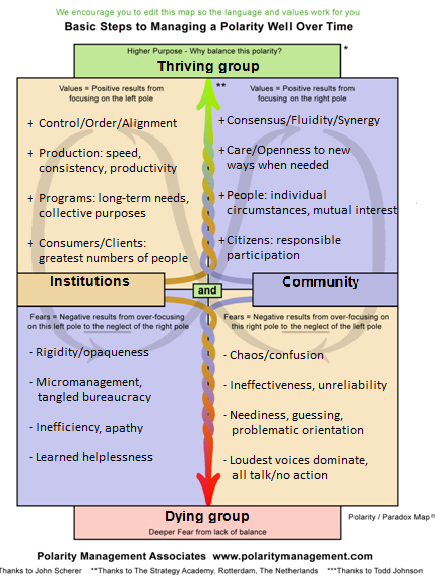 We encourage you to edit this map so the language and values work for you
Basic Steps to Managing a Polarity Well Over Time
Higher Purpose - Why balance this polarity?
*
Thriving group
Values = Positive results from
focusing on the left pole
**
Values = Positive results from
focusing on the right pole
+ Control/Order/Alignment
+ Production: speed,
consistency, productivity
+ Programs: long-term needs,
collective purposes
+ Consumers/Clients:
greatest numbers of people
+ Consensus/Fluidity/Synergy
+ Care/Openness to new
ways when needed
+ People: individual
circumstances, mutual interest
+ Citizens: responsible
participation
Institutions
and
Community
Fears = Negative results from over-focusing
on this left pole to the neglect of the right pole
Fears = Negative results from over-focusing on
this right pole to the neglect of the left pole
- Rigidity/opaqueness
- Micromanagement,
tangled bureaucracy
- Inefficiency, apathy
- Learned helplessness
- Chaos/confusion
- Ineffectiveness, unreliability
- Neediness, guessing,
problematic orientation
- Loudest voices dominate,
all talk/no action
Dying group
Deeper Fear from lack of balance
Polarity / Paradox Map®
Polarity Management Associates www.polaritymanagement.com
Thanks to John Scherer **Thanks to The Strategy Academy, Rotterdam, The Netherlands ***Thanks to Todd Johnson